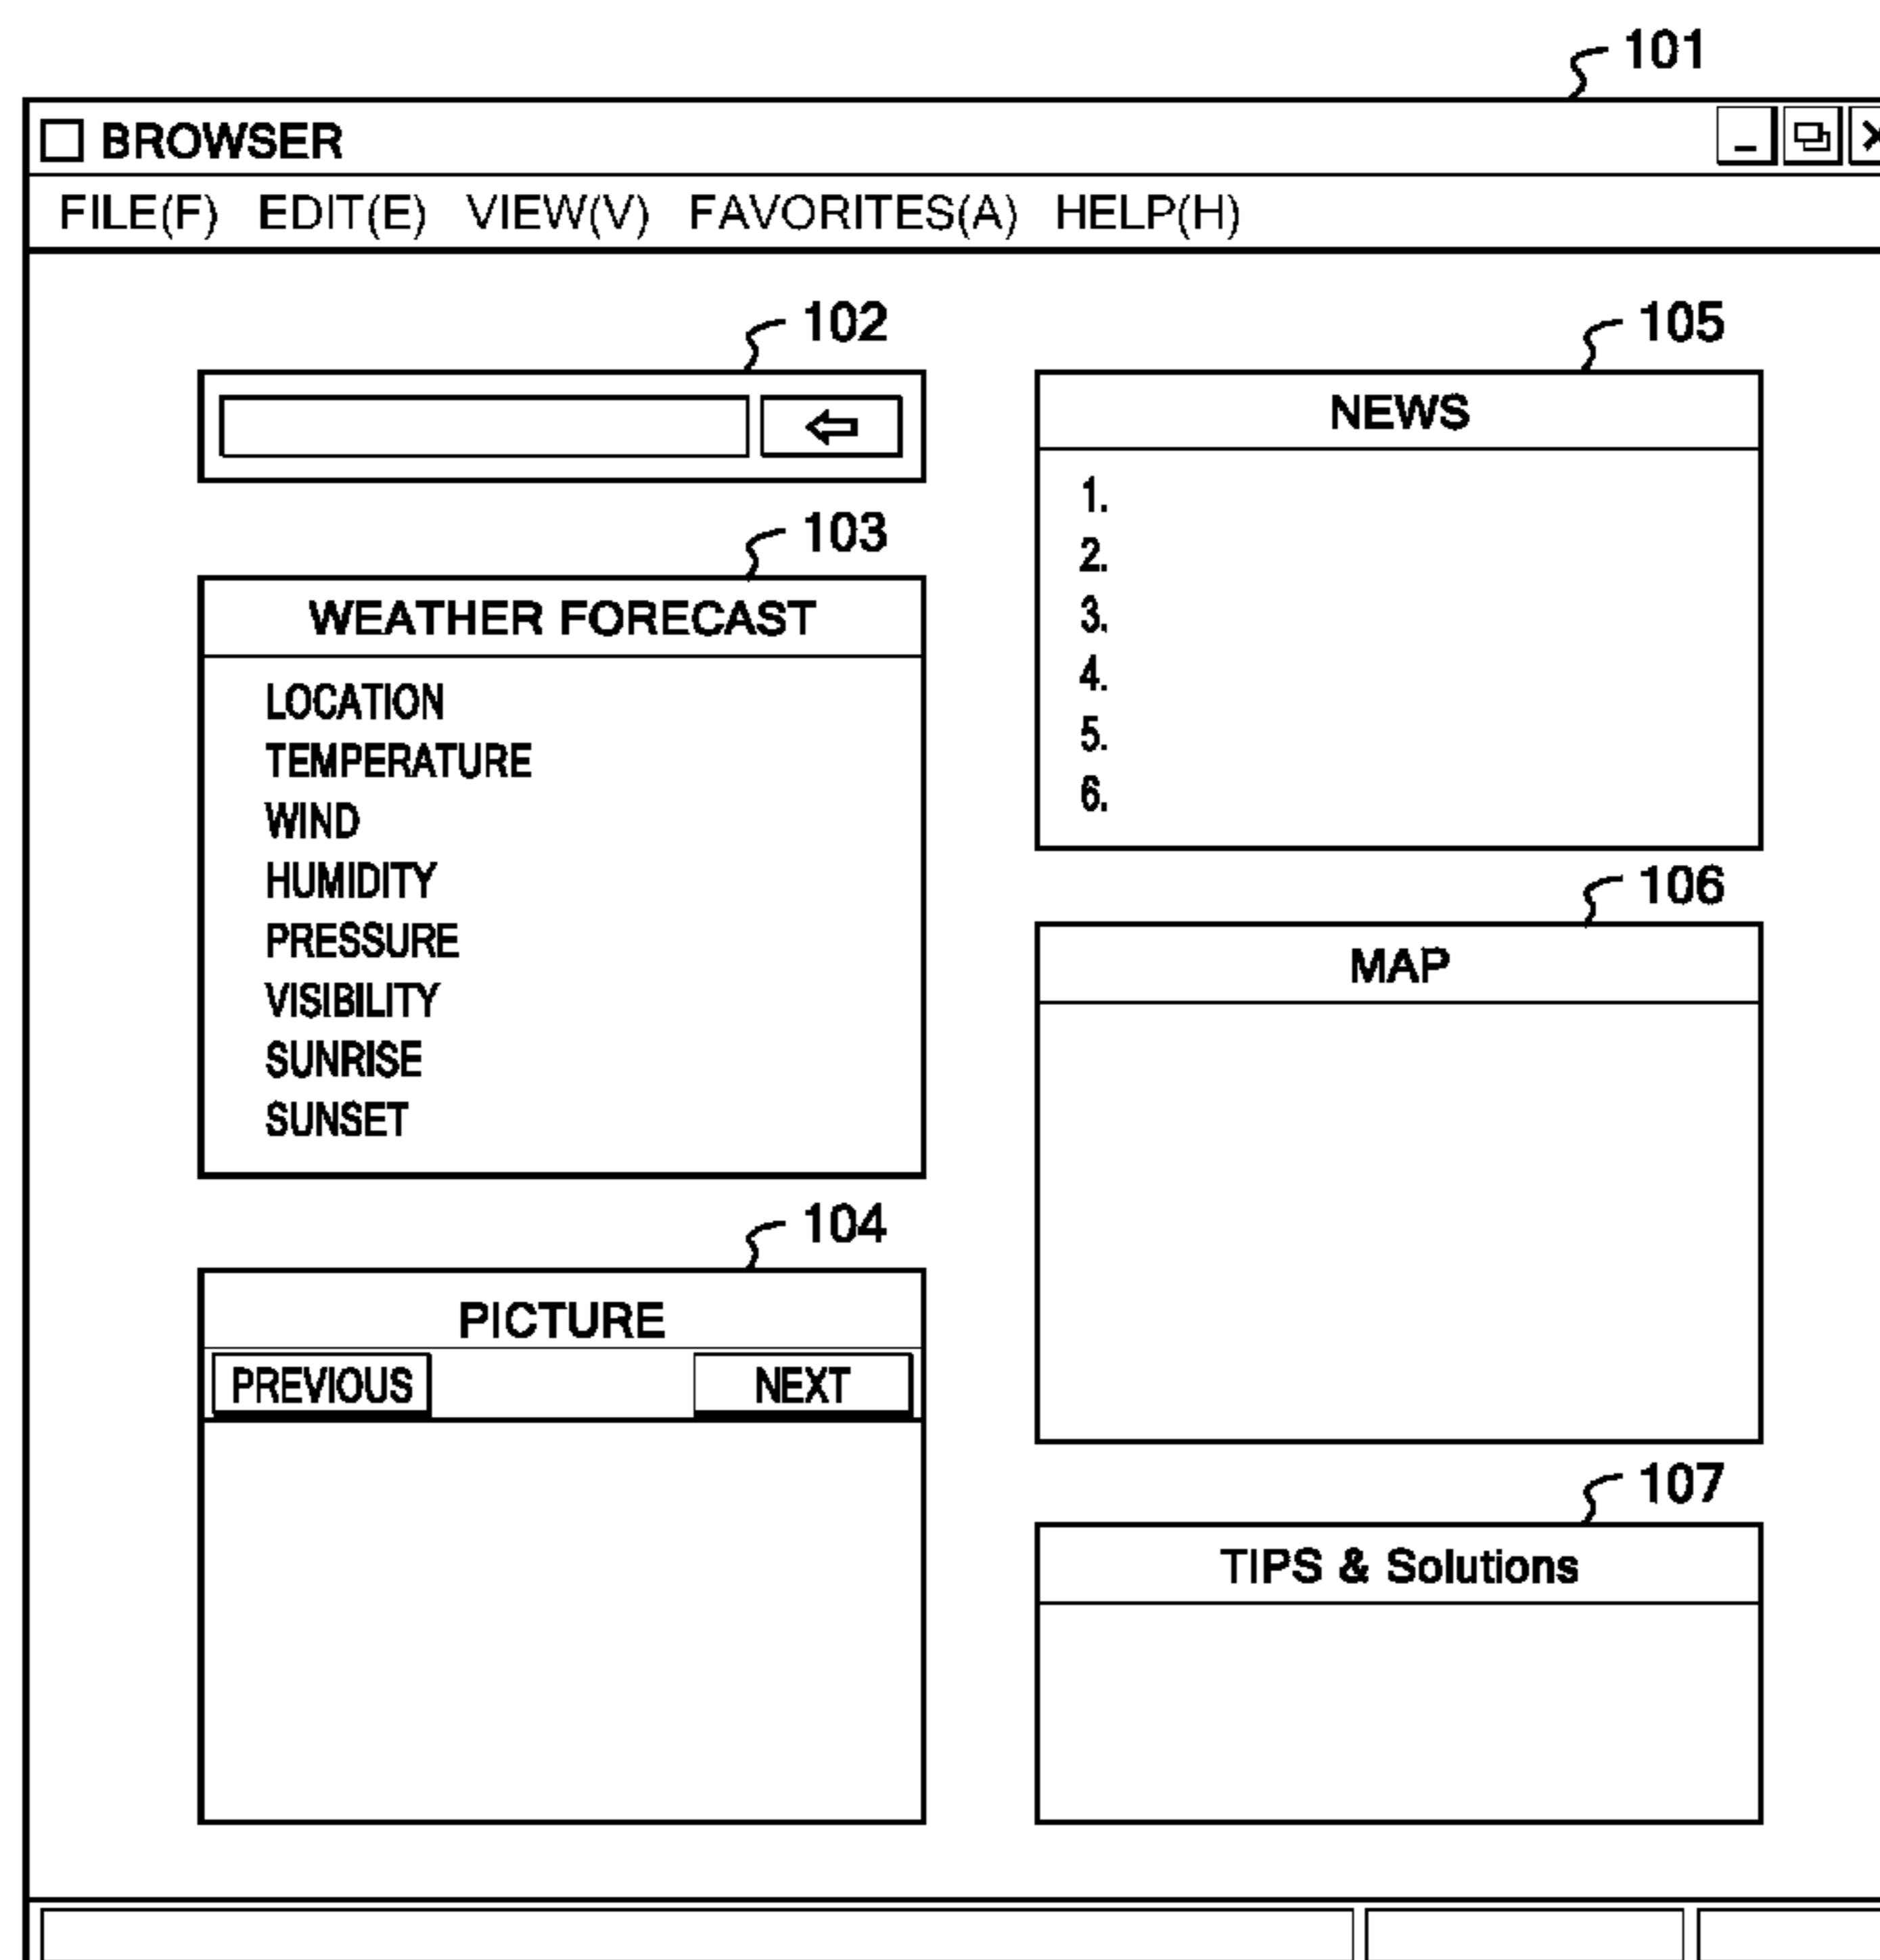 101
BROWSER
FILE(F) EDIT(E) VIEW(V) FAVORITES(A) HELP(H)
102
103
WEATHER FORECAST
LOCATION
TEMPERATURE
WIND
HUMIDITY
PRESSURE
VISIBILITY
SUNRISE
SUNSET
104
PICTURE
PREVIOUS NEXT
105
NEWS
1.
2.
3.
4.
5.
6.
106
MAP
107
TIPS & Solutions